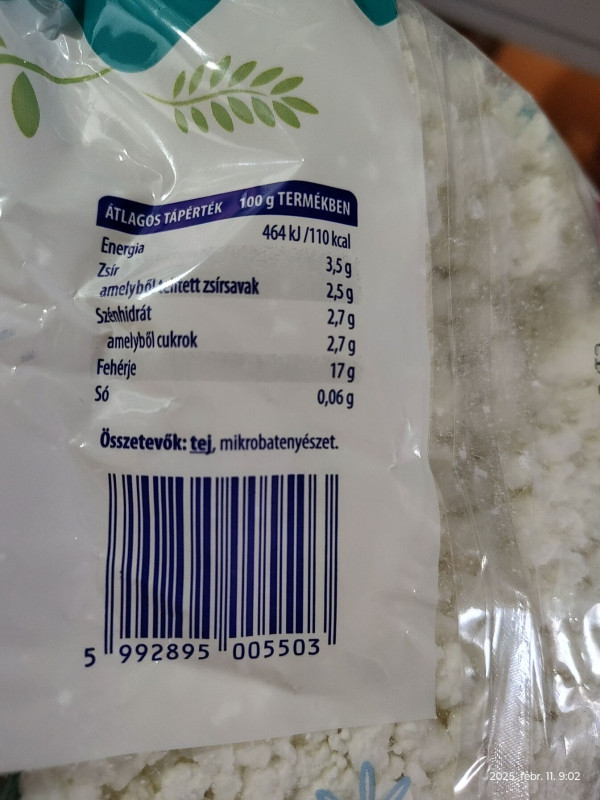 ÁTLAGOS TÁPÉRTÉK 100 g TERMÉKBEN
Energia 464 kJ /110 kcal
Zsír 3,5 g
amelyből telített zsírsavak 2,5 g
Szénhidrát 2,7 g
amelyből cukrok 2,7 g
Fehérje 17 g
Só 0,06 g
Összetevők: tej, mikrobatenyészet.
5 992895 005503
2025. febr. 11. 9:02